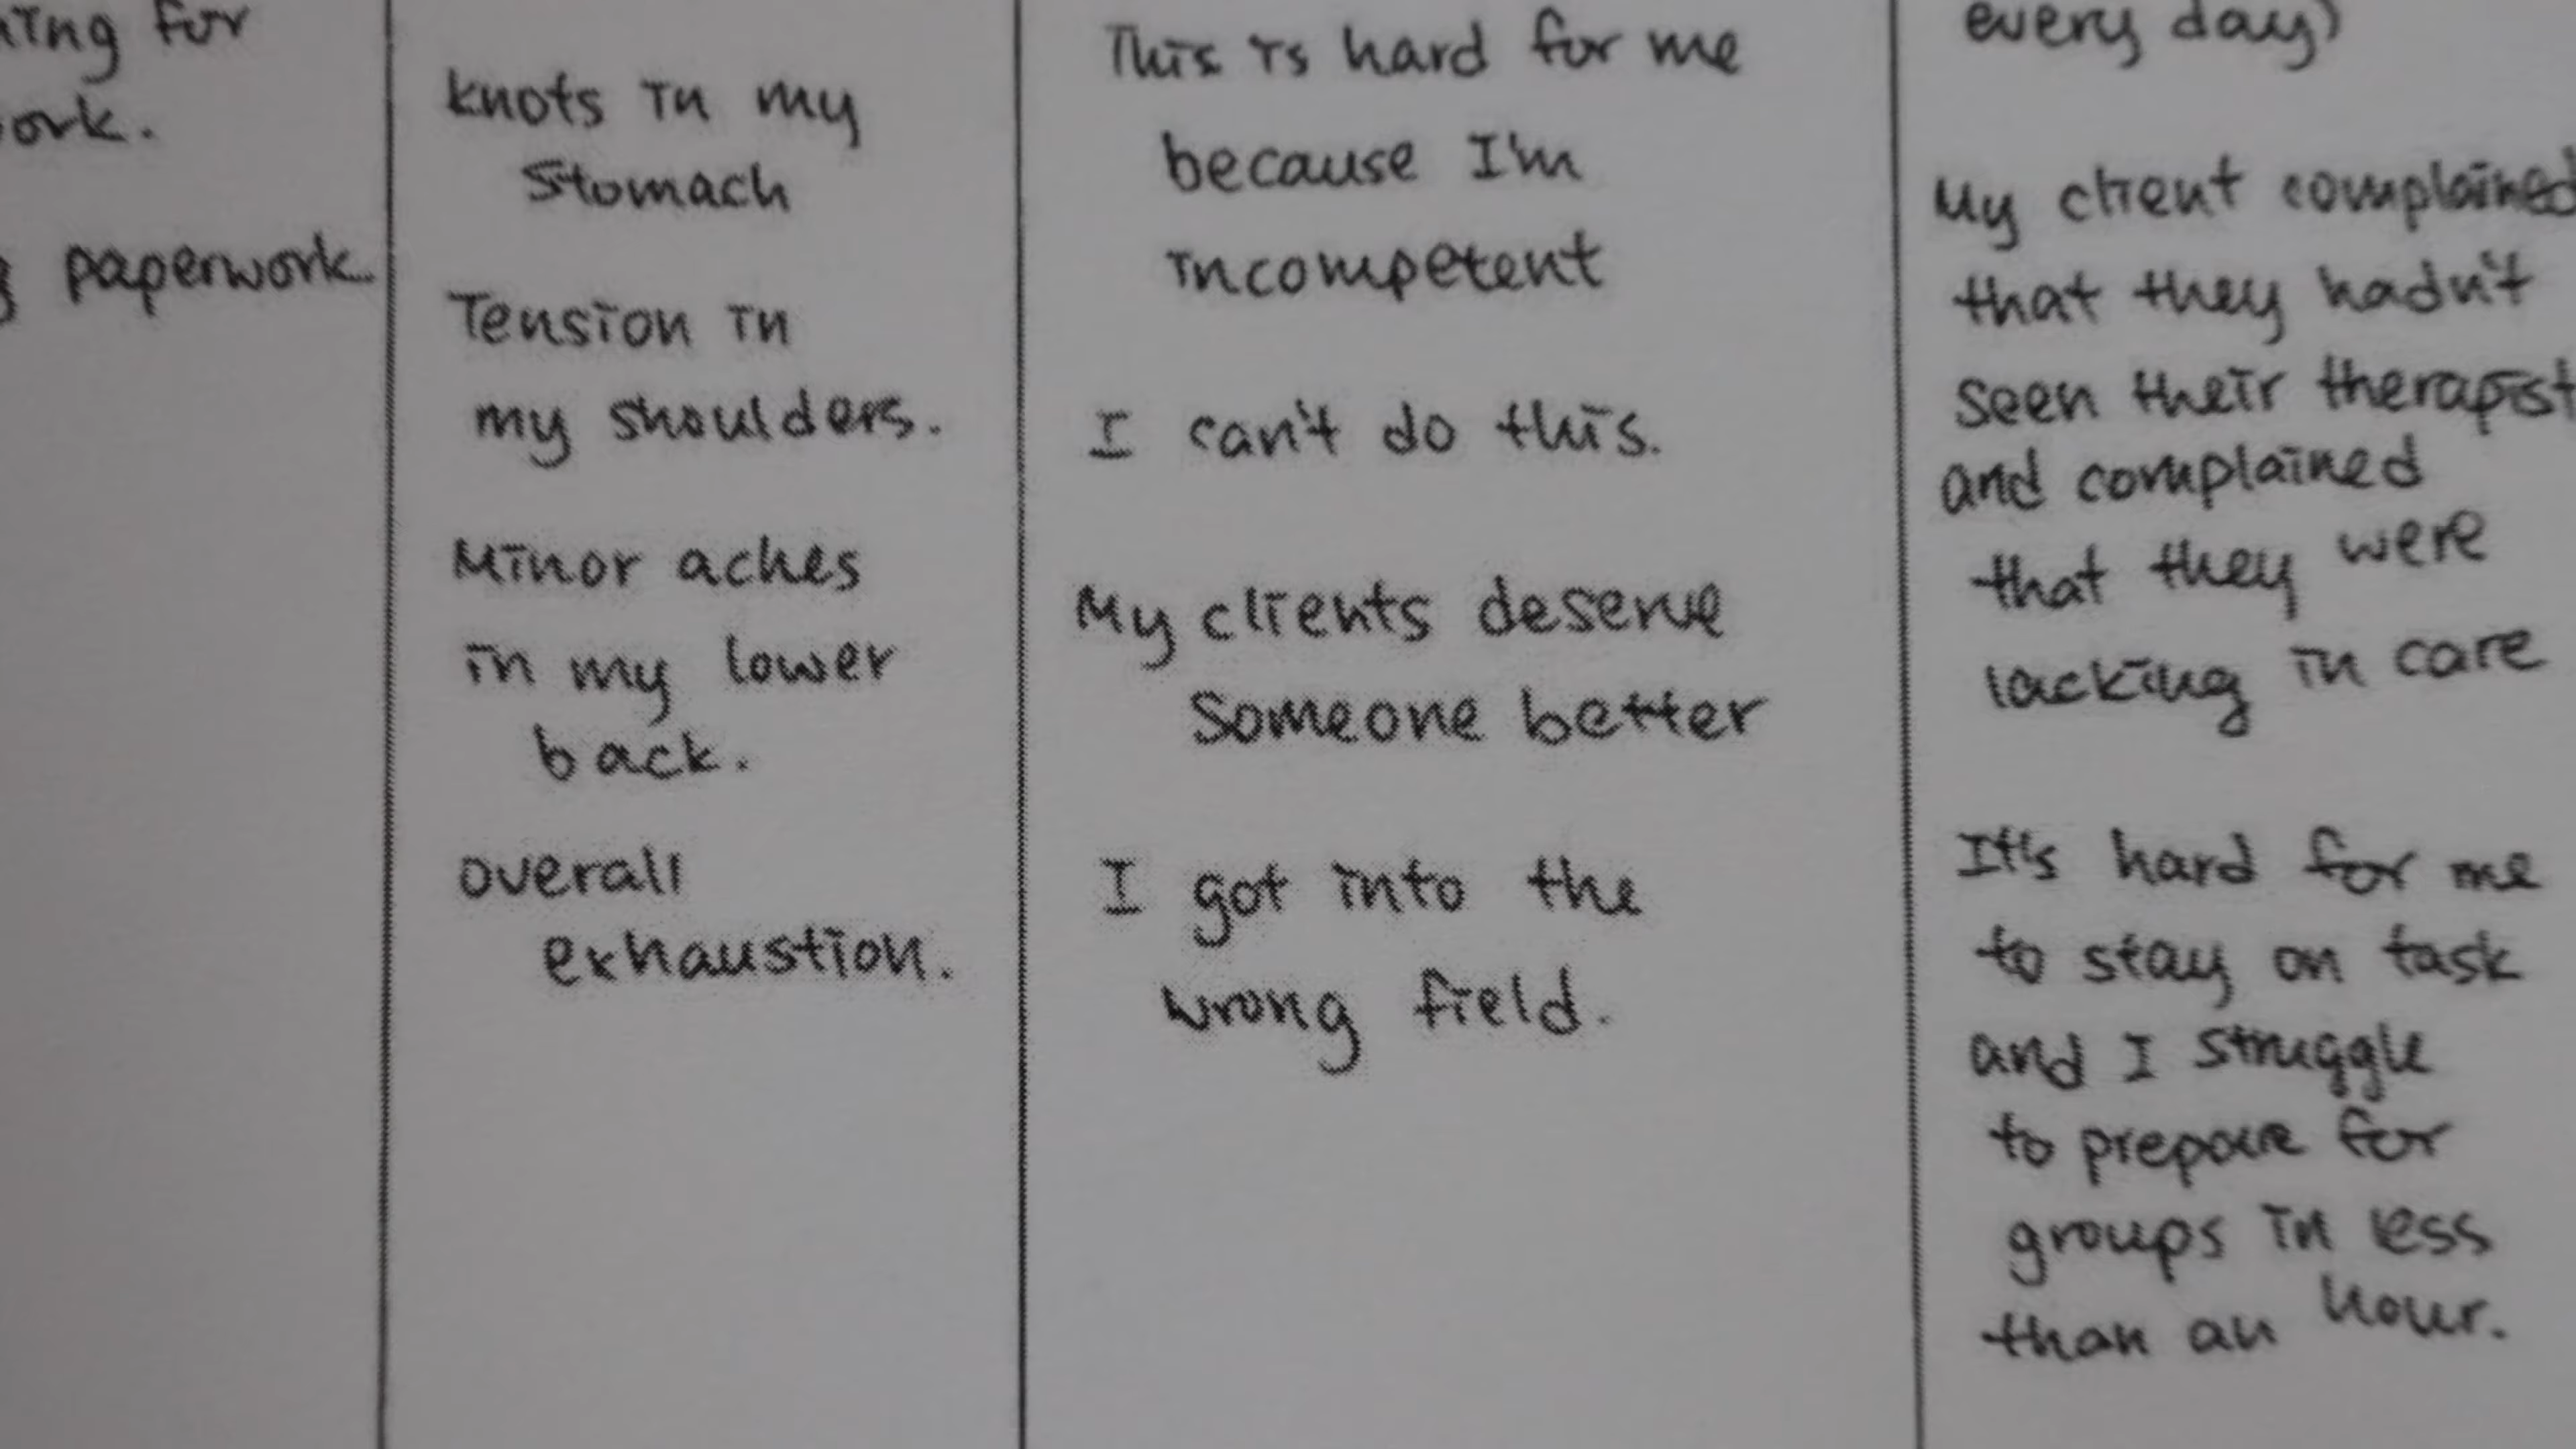 for
paperwork
knots in my
stomach
Tension in
my shoulders.
Minor aches
in my lower
back.
overall
exhaustion.
This is hard for me
because I'm
incompetent
I can't do this.
My clients deserve
someone better
I got into the
wrong field.
every day)
My client complained
that they hadn't
seen their therapist
and complained
that they were
lacking in care
It's hard for me
to stay on task
and I struggle
to prepare for
groups in less
than an hour.